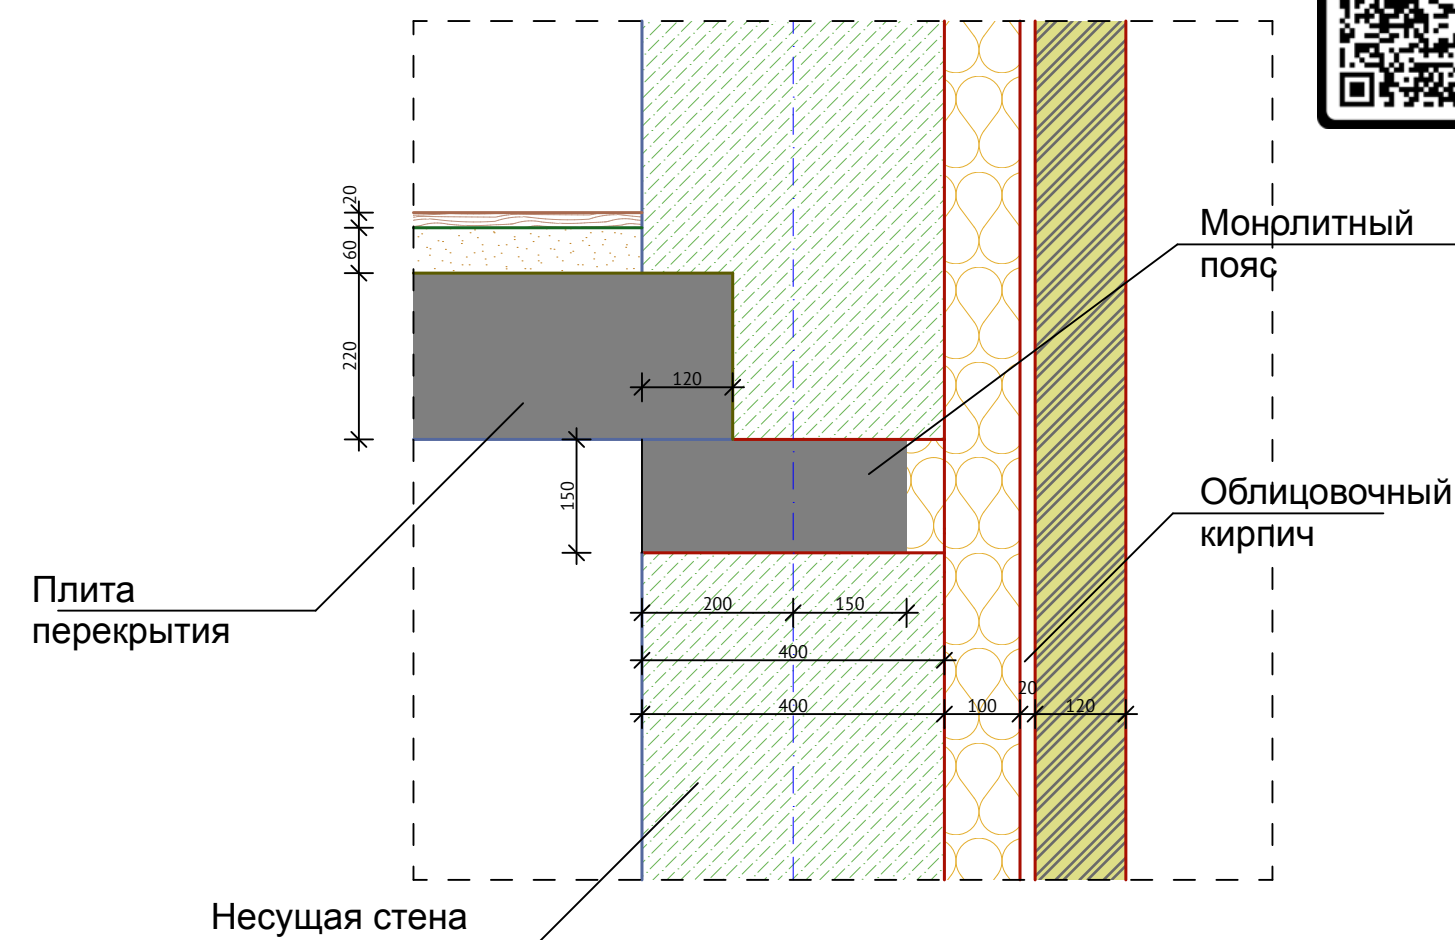 20
Монолитный
пояс
60
220
120
150
Облицовочный
кирпич
Плита
перекрытия
200
150
400
20
400
100
120
Несущая стена